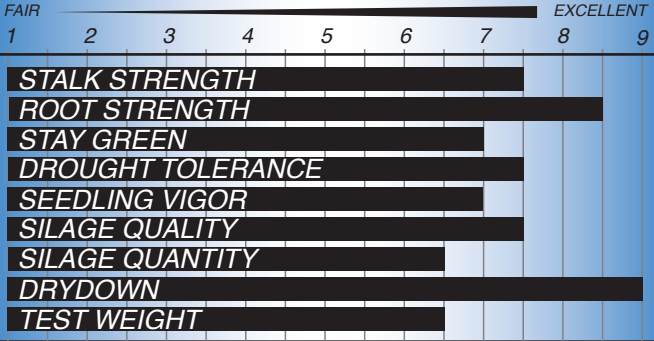 FAIR EXCELLENT
1 2 3 4 5 6 7 8 9
STALK STRENGTH
ROOT STRENGTH
STAY GREEN
DROUGHT TOLERANCE
SEEDLING VIGOR
SILAGE QUALITY
SILAGE QUANTITY
DRYDOWN
TEST WEIGHT